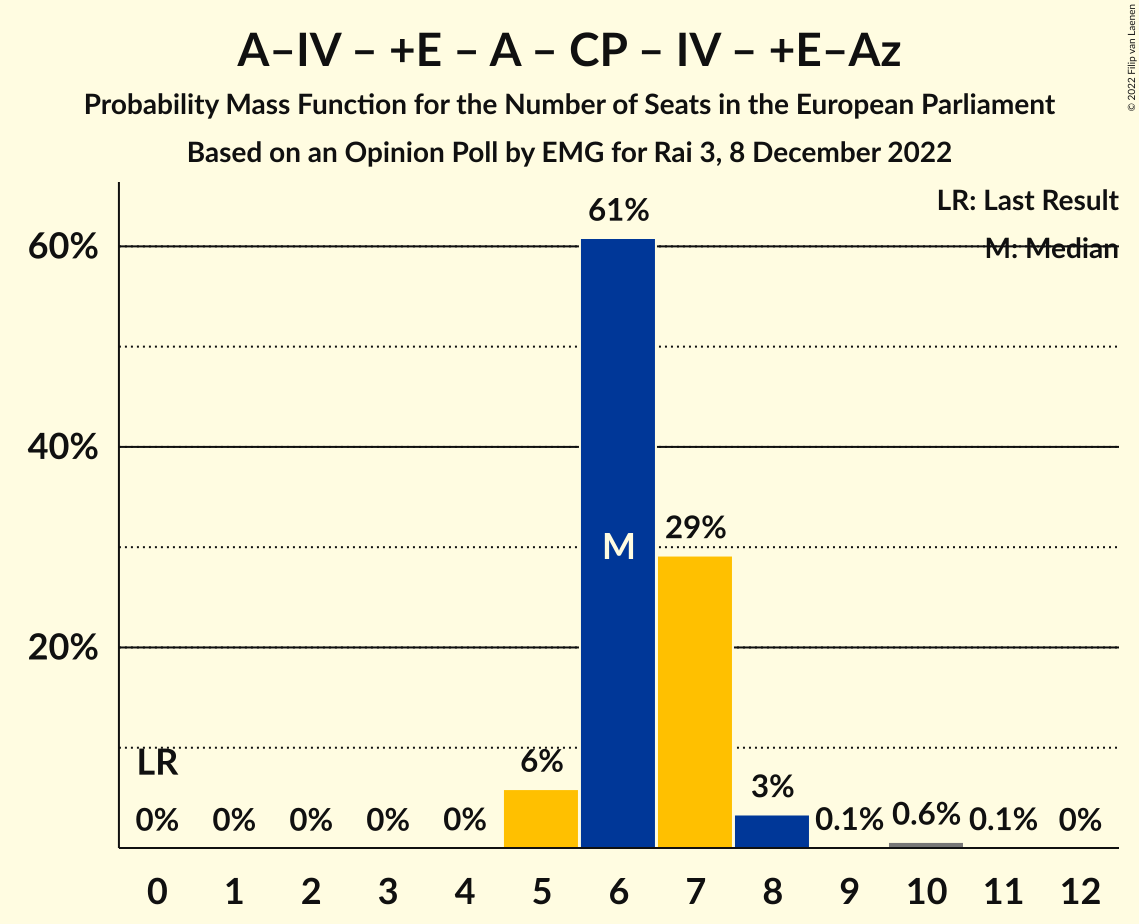 A–IV – +E – A – CP – IV – +E–Az
Probability Mass Function for the Number of Seats in the European Parliament
Based on an Opinion Poll by EMG for Rai 3, 8 December 2022
© 2022 Filip van Laenen
LR: Last Result
M: Median
61%
60%
40%
29%
M
20%
LR
6%
3%
0% 0% 0% 0% 0% 0.1% 0.6% 0.1% 0%
0 1 2 3 4 5 6 7 8 9 10 11 12